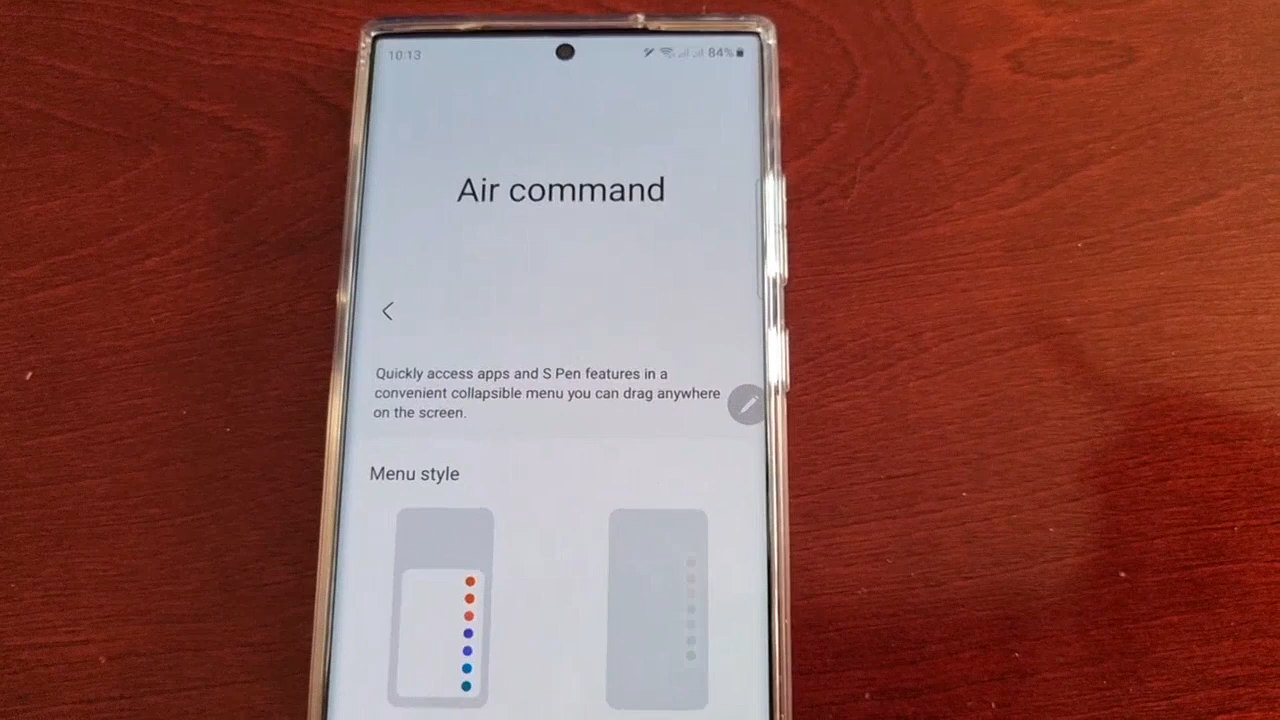 10:13
84%
Air command
Quickly access apps and S Pen features in a
convenient collapsible menu you can drag anywhere
on the screen.
Menu style